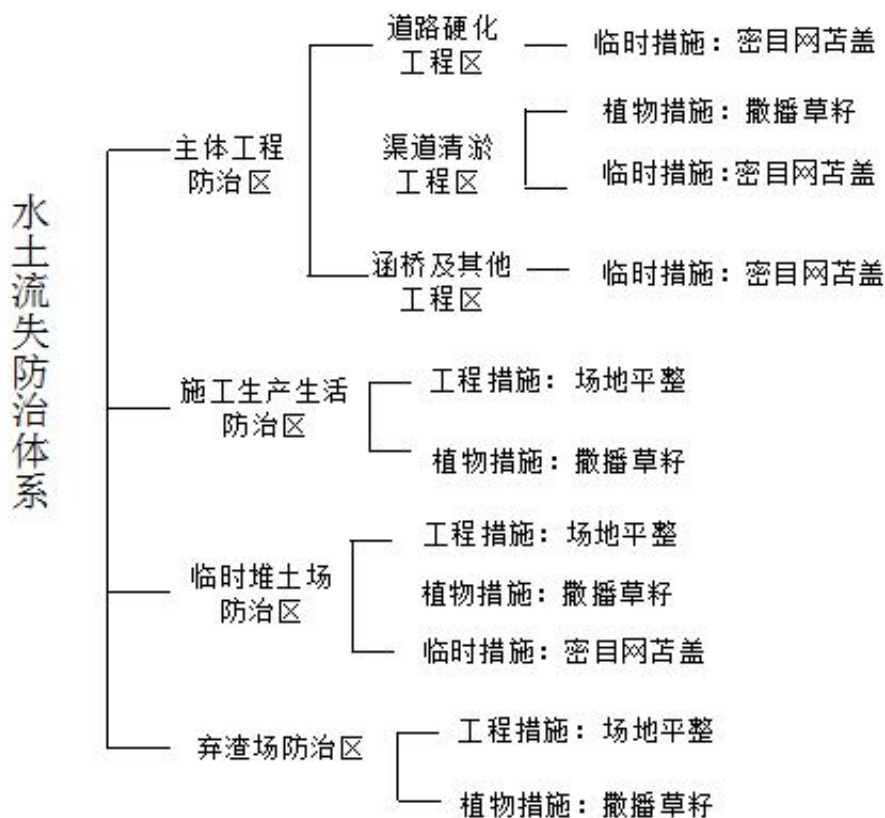 水土流失防治体系
主体工程
防治区
道路硬化
工程区
临时措施：密目网苫盖
渠道清淤
工程区
植物措施：撒播草籽
临时措施：密目网苫盖
涵桥及其他
工程区
临时措施：密目网苫盖
施工生产生活
防治区
工程措施：场地平整
植物措施：撒播草籽
临时堆土场
防治区
工程措施：场地平整
植物措施：撒播草籽
临时措施：密目网苫盖
弃渣场防治区
工程措施：场地平整
植物措施：撒播草籽